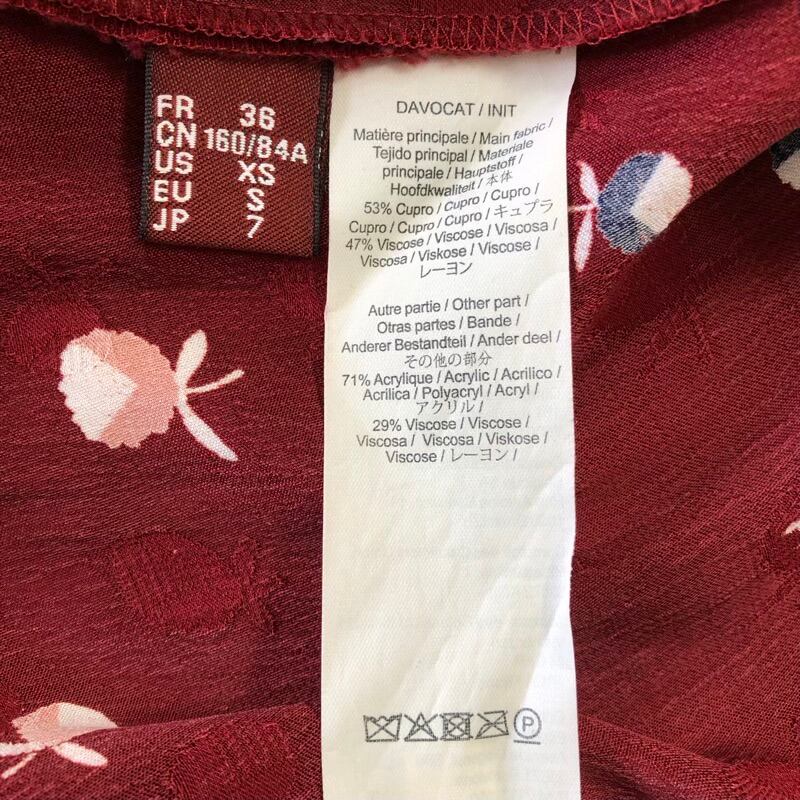 FR 36
CN 160/84A
US XS
EU S
JP 7
DAVOCAT / INIT
Matière principale / Main fabric /
Tejido principal / Materiale
principale / Hauptstoff /
Hoofdkwaliteit / 本体
53% Cupro / Cupro / Cupro /
Cupro / Cupro / Cupro / キュプラ
47% Viscose / Viscose / Viscosa /
Viscosa / Viskose / Viscose /
レーヨン
Autre partie / Other part /
Otras partes / Bande /
Anderer Bestandteil / Ander deel /
その他の部分
71% Acrylique / Acrylic / Acrilico /
Acrilica / Polyacryl / Acryl /
アクリル /
29% Viscose / Viscose /
Viscosa / Viscosa / Viskose /
Viscose / レーヨン /
P